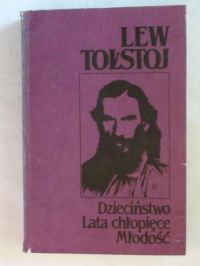 LEW
TOŁSTOJ
Dzieciństwo
Lata chłopięce
Młodość